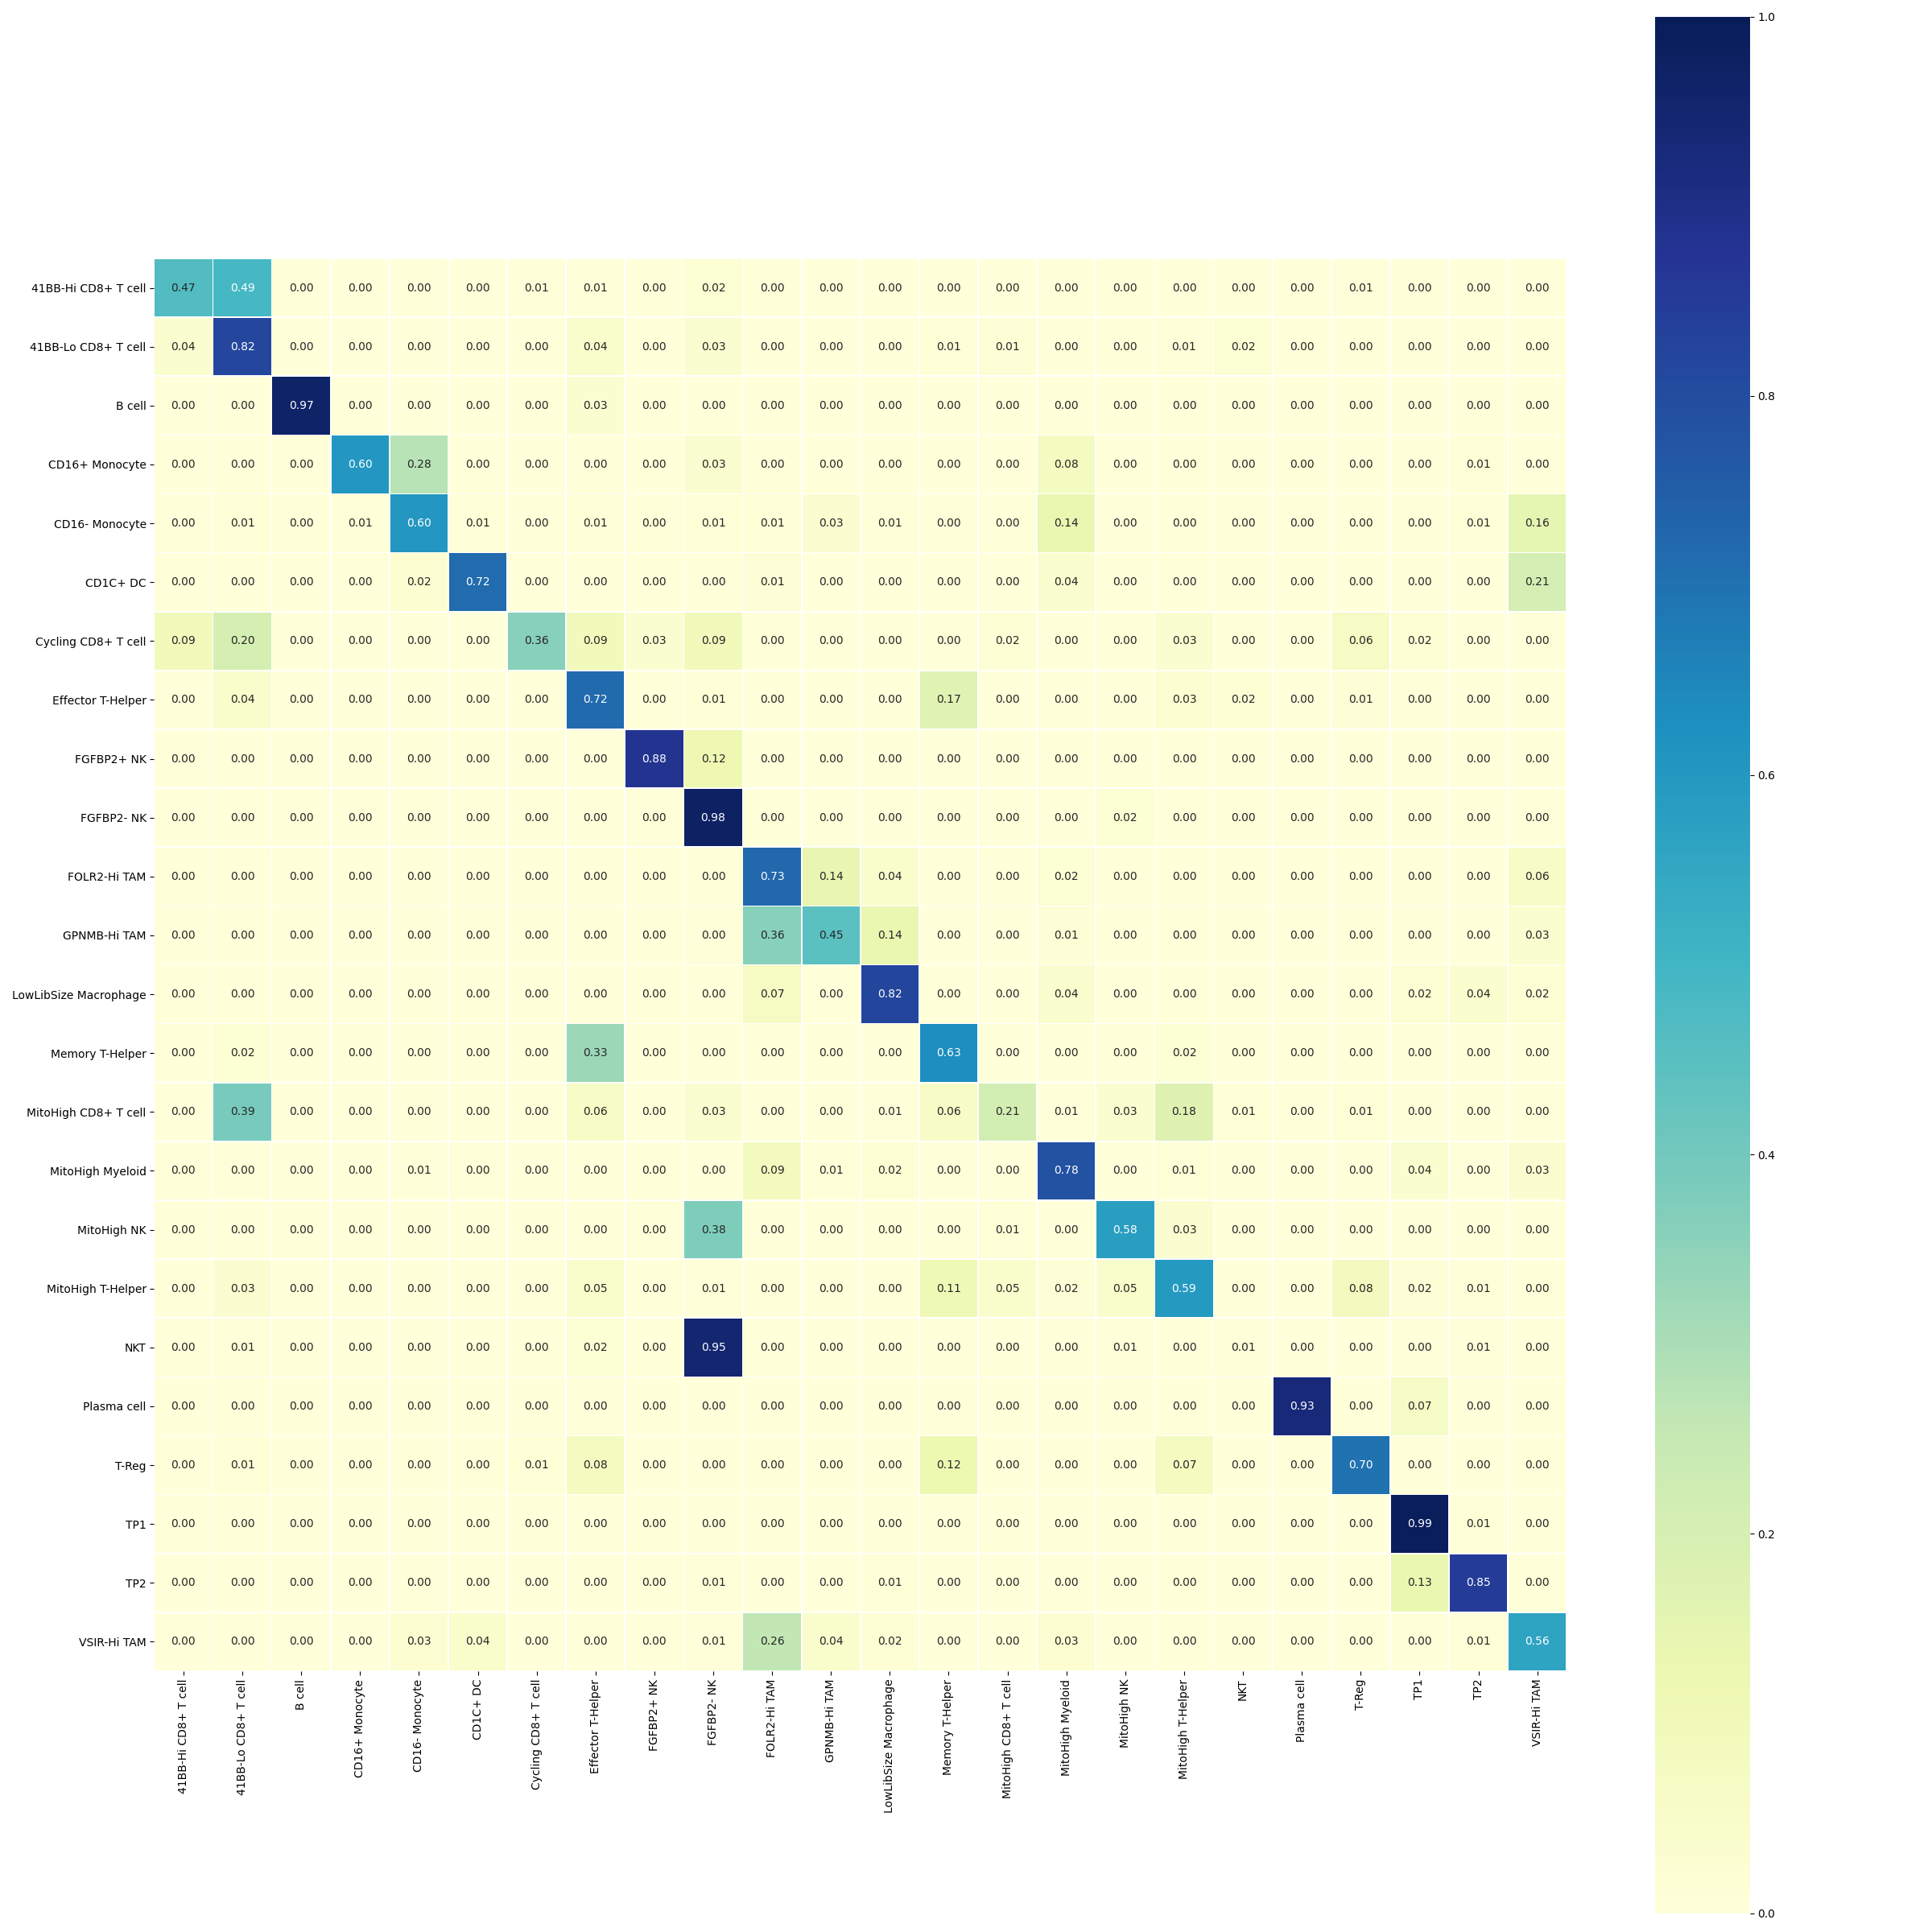 1.0
0.8
0.6
0.4
0.2
0.0
41BB-Hi CD8+ T cell 0.47 0.49 0.00 0.00 0.00 0.00 0.01 0.01 0.00 0.02 0.00 0.00 0.00 0.00 0.00 0.00 0.00 0.00 0.00 0.00 0.01 0.00 0.00 0.00
41BB-Lo CD8+ T cell 0.04 0.82 0.00 0.00 0.00 0.00 0.00 0.04 0.00 0.03 0.00 0.00 0.00 0.01 0.01 0.00 0.00 0.01 0.02 0.00 0.00 0.00 0.00 0.00
B cell 0.00 0.00 0.97 0.00 0.00 0.00 0.00 0.03 0.00 0.00 0.00 0.00 0.00 0.00 0.00 0.00 0.00 0.00 0.00 0.00 0.00 0.00 0.00 0.00
CD16+ Monocyte 0.00 0.00 0.00 0.60 0.28 0.00 0.00 0.00 0.00 0.03 0.00 0.00 0.00 0.00 0.00 0.08 0.00 0.00 0.00 0.00 0.00 0.00 0.01 0.00
CD16- Monocyte 0.00 0.01 0.00 0.01 0.60 0.01 0.00 0.01 0.00 0.01 0.01 0.03 0.01 0.00 0.00 0.14 0.00 0.00 0.00 0.00 0.00 0.00 0.01 0.16
CD1C+ DC 0.00 0.00 0.00 0.00 0.02 0.72 0.00 0.00 0.00 0.00 0.01 0.00 0.00 0.00 0.00 0.04 0.00 0.00 0.00 0.00 0.00 0.00 0.00 0.21
Cycling CD8+ T cell 0.09 0.20 0.00 0.00 0.00 0.00 0.36 0.09 0.03 0.09 0.00 0.00 0.00 0.00 0.02 0.00 0.00 0.03 0.00 0.00 0.06 0.02 0.00 0.00
Effector T-Helper 0.00 0.04 0.00 0.00 0.00 0.00 0.00 0.72 0.00 0.01 0.00 0.00 0.00 0.17 0.00 0.00 0.00 0.03 0.02 0.00 0.01 0.00 0.00 0.00
FGFBP2+ NK 0.00 0.00 0.00 0.00 0.00 0.00 0.00 0.00 0.88 0.12 0.00 0.00 0.00 0.00 0.00 0.00 0.00 0.00 0.00 0.00 0.00 0.00 0.00 0.00
FGFBP2- NK 0.00 0.00 0.00 0.00 0.00 0.00 0.00 0.00 0.00 0.98 0.00 0.00 0.00 0.00 0.00 0.00 0.02 0.00 0.00 0.00 0.00 0.00 0.00 0.00
FOLR2-Hi TAM 0.00 0.00 0.00 0.00 0.00 0.00 0.00 0.00 0.00 0.00 0.73 0.14 0.04 0.00 0.00 0.02 0.00 0.00 0.00 0.00 0.00 0.00 0.00 0.06
GPNMB-Hi TAM 0.00 0.00 0.00 0.00 0.00 0.00 0.00 0.00 0.00 0.00 0.36 0.45 0.14 0.00 0.00 0.01 0.00 0.00 0.00 0.00 0.00 0.00 0.00 0.03
LowLibSize Macrophage 0.00 0.00 0.00 0.00 0.00 0.00 0.00 0.00 0.00 0.00 0.07 0.00 0.82 0.00 0.00 0.04 0.00 0.00 0.00 0.00 0.00 0.02 0.04 0.02
Memory T-Helper 0.00 0.02 0.00 0.00 0.00 0.00 0.00 0.33 0.00 0.00 0.00 0.00 0.00 0.63 0.00 0.00 0.00 0.02 0.00 0.00 0.00 0.00 0.00 0.00
MitoHigh CD8+ T cell 0.00 0.39 0.00 0.00 0.00 0.00 0.00 0.06 0.00 0.03 0.00 0.00 0.01 0.06 0.21 0.01 0.03 0.18 0.01 0.00 0.01 0.00 0.00 0.00
MitoHigh Myeloid 0.00 0.00 0.00 0.00 0.01 0.00 0.00 0.00 0.00 0.00 0.09 0.01 0.02 0.00 0.00 0.78 0.00 0.01 0.00 0.00 0.00 0.04 0.00 0.03
MitoHigh NK 0.00 0.00 0.00 0.00 0.00 0.00 0.00 0.00 0.00 0.38 0.00 0.00 0.00 0.00 0.01 0.00 0.58 0.03 0.00 0.00 0.00 0.00 0.00 0.00
MitoHigh T-Helper 0.00 0.03 0.00 0.00 0.00 0.00 0.00 0.05 0.00 0.01 0.00 0.00 0.00 0.11 0.05 0.02 0.05 0.59 0.00 0.00 0.08 0.02 0.01 0.00
NKT 0.00 0.01 0.00 0.00 0.00 0.00 0.00 0.02 0.00 0.95 0.00 0.00 0.00 0.00 0.00 0.00 0.01 0.00 0.01 0.00 0.00 0.00 0.01 0.00
Plasma cell 0.00 0.00 0.00 0.00 0.00 0.00 0.00 0.00 0.00 0.00 0.00 0.00 0.00 0.00 0.00 0.00 0.00 0.00 0.00 0.93 0.00 0.07 0.00 0.00
T-Reg 0.00 0.01 0.00 0.00 0.00 0.00 0.01 0.08 0.00 0.00 0.00 0.00 0.00 0.12 0.00 0.00 0.00 0.07 0.00 0.00 0.70 0.00 0.00 0.00
TP1 0.00 0.00 0.00 0.00 0.00 0.00 0.00 0.00 0.00 0.00 0.00 0.00 0.00 0.00 0.00 0.00 0.00 0.00 0.00 0.00 0.00 0.99 0.01 0.00
TP2 0.00 0.00 0.00 0.00 0.00 0.00 0.00 0.00 0.00 0.01 0.00 0.00 0.01 0.00 0.00 0.00 0.00 0.00 0.00 0.00 0.00 0.13 0.85 0.00
VSIR-Hi TAM 0.00 0.00 0.00 0.00 0.03 0.04 0.00 0.00 0.00 0.01 0.26 0.04 0.02 0.00 0.00 0.03 0.00 0.00 0.00 0.00 0.00 0.00 0.01 0.56
41BB-Hi CD8+ T cell
41BB-Lo CD8+ T cell
B cell
CD16+ Monocyte
CD16- Monocyte
CD1C+ DC
Cycling CD8+ T cell
Effector T-Helper
FGFBP2+ NK
FGFBP2- NK
FOLR2-Hi TAM
GPNMB-Hi TAM
LowLibSize Macrophage
Memory T-Helper
MitoHigh CD8+ T cell
MitoHigh Myeloid
MitoHigh NK
MitoHigh T-Helper
NKT
Plasma cell
T-Reg
TP1
TP2
VSIR-Hi TAM